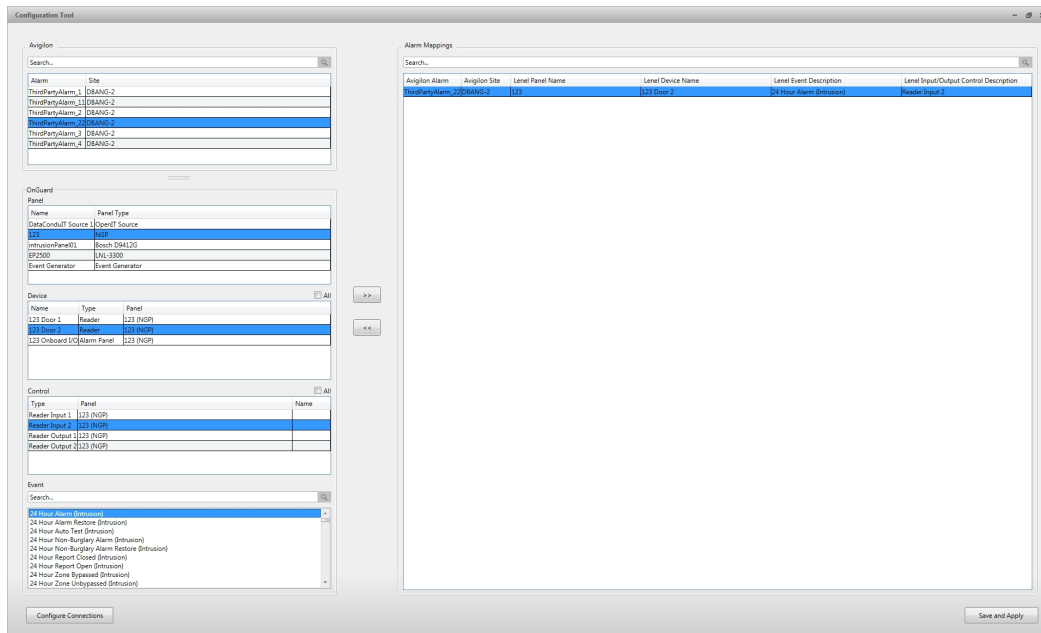 Configuration Tool
Avigilon
Search...
Alarm Site
ThirdPartyAlarm_1 DBANG-2
ThirdPartyAlarm_11 DBANG-2
ThirdPartyAlarm_2 DBANG-2
ThirdPartyAlarm_22 DBANG-2
ThirdPartyAlarm_3 DBANG-2
ThirdPartyAlarm_4 DBANG-2
OnGuard
Panel
Name Panel Type
DataConduIT Source 1 OpenIT Source
123 NGP
intrusionPanel01 Bosch D9412G
EP2500 LNL-3300
Event Generator Event Generator
Device All
Name Type Panel
123 Door 1 Reader 123 (NGP)
123 Door 2 Reader 123 (NGP)
123 Onboard I/O Alarm Panel 123 (NGP)
Control All
Type Panel Name
Reader Input 1 123 (NGP)
Reader Input 2 123 (NGP)
Reader Output 1 123 (NGP)
Reader Output 2 123 (NGP)
Event
Search...
24 Hour Alarm (Intrusion)
24 Hour Alarm Restore (Intrusion)
24 Hour Auto Test (Intrusion)
24 Hour Non-Burglary Alarm (Intrusion)
24 Hour Non-Burglary Alarm Restore (Intrusion)
24 Hour Report Closed (Intrusion)
24 Hour Report Open (Intrusion)
24 Hour Zone Bypassed (Intrusion)
24 Hour Zone Unbypassed (Intrusion)
Configure Connections
>>
<<
Alarm Mappings
Search...
Avigilon Alarm Avigilon Site Lenel Panel Name Lenel Device Name Lenel Event Description Lenel Input/Output Control Description
ThirdPartyAlarm_22 DBANG-2 123 123 Door 2 24 Hour Alarm (Intrusion) Reader Input 2
Save and Apply